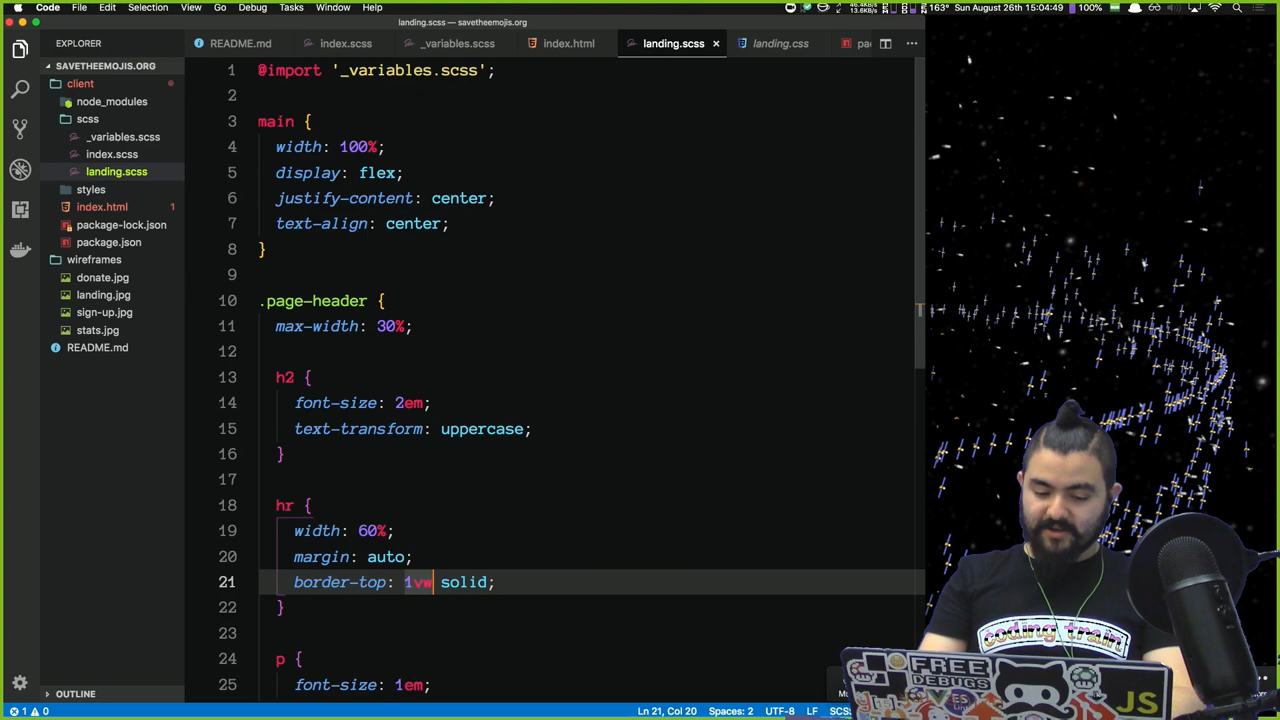 Code File Edit Selection View Go Debug Tasks Window Help
46.4KB/s
13.6KB/s
163° Sun August 26th 15:04:49 100%
landing.scss — savetheemojis.org
EXPLORER
README.md index.scss _variables.scss index.html landing.scss × landing.css
SAVETHEEMOJIS.ORG
client
node_modules
scss
_variables.scss
index.scss
landing.scss
styles
index.html 1
package-lock.json
package.json
wireframes
donate.jpg
landing.jpg
sign-up.jpg
stats.jpg
README.md
OUTLINE
1 @import '_variables.scss';
2
3 main {
4 width: 100%;
5 display: flex;
6 justify-content: center;
7 text-align: center;
8 }
9
10 .page-header {
11 max-width: 30%;
12
13 h2 {
14 font-size: 2em;
15 text-transform: uppercase;
16 }
17
18 hr {
19 width: 60%;
20 margin: auto;
21 border-top: 1vw solid;
22 }
23
24 p {
25 font-size: 1em;
coding train
FREE
DEBUGS
JS
1 0 Ln 21, Col 20 Spaces: 2 UTF-8 LF